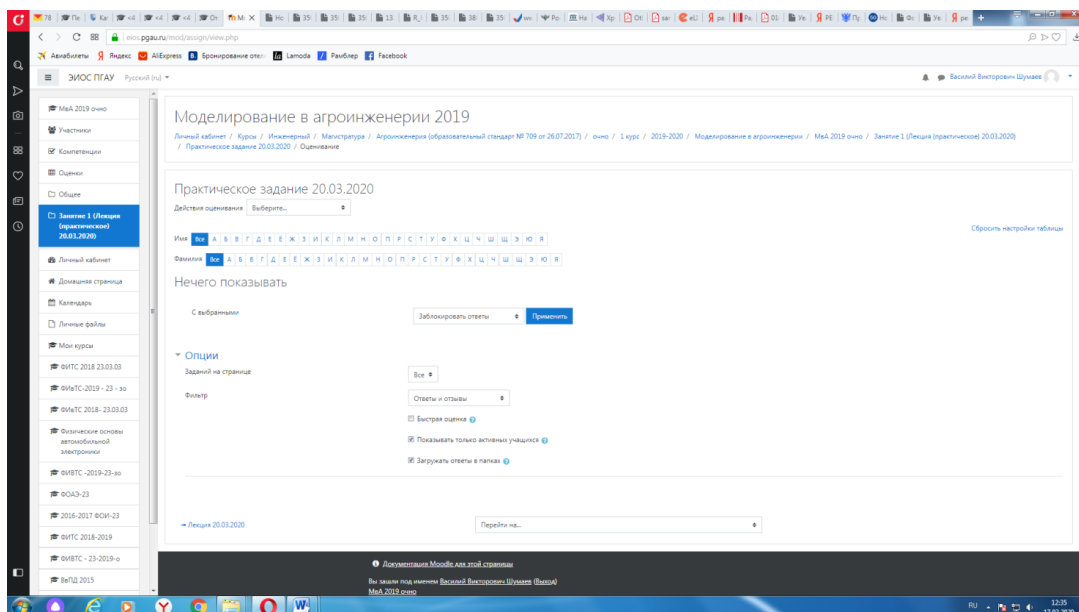 eios.pgau.ru/mod/assign/view.php
Авиабилеты Яндекс AliExpress Бронирование отел Lamoda Рамблер Facebook
ЭИОС ПГАУ Русский (ru)
Василий Викторович Шумаев
МвА 2019 очно
Участники
Компетенции
Оценки
Общее
Занятие 1 (Лекция
(практическое)
20.03.2020)
Личный кабинет
Домашняя страница
Календарь
Личные файлы
Мои курсы
ФИТС 2018 23.03.03
ФИвТС-2019 - 23 - зо
ФИвТС 2018- 23.03.03
Физические основы
автомобильной
электроники
ФИВТС -2019-23-зо
ФОАЭ-23
2016-2017 ФОИ-23
ФИТС 2018-2019
ФИВТС - 23-2019-о
ВвПД 2015
Моделирование в агроинженерии 2019
Личный кабинет / Курсы / Инженерный / Магистратура / Агроинженерия (образовательный стандарт № 709 от 26.07.2017) / очно / 1 курс / 2019-2020 / Моделирование в агроинженерии / МвА 2019 очно / Занятие 1 (Лекция (практическое) 20.03.2020)
/ Практическое задание 20.03.2020 / Оценивание
Практическое задание 20.03.2020
Действия оценивания Выберите...
Сбросить настройки таблицы
Имя Все А Б В Г Д Е Ё Ж З И К Л М Н О П Р С Т У Ф Х Ц Ч Ш Щ Э Ю Я
Фамилия Все А Б В Г Д Е Ё Ж З И К Л М Н О П Р С Т У Ф Х Ц Ч Ш Щ Э Ю Я
Нечего показывать
С выбранными Заблокировать ответы Применить
Опции
Заданий на странице Все
Фильтр Ответы и отзывы
Быстрая оценка
Показывать только активных учащихся
Загружать ответы в папках
→ Лекция 20.03.2020 Перейти на...
Документация Moodle для этой страницы
Вы зашли под именем Василий Викторович Шумаев (Выход)
МвА 2019 очно
RU 12:35
17.03.2020